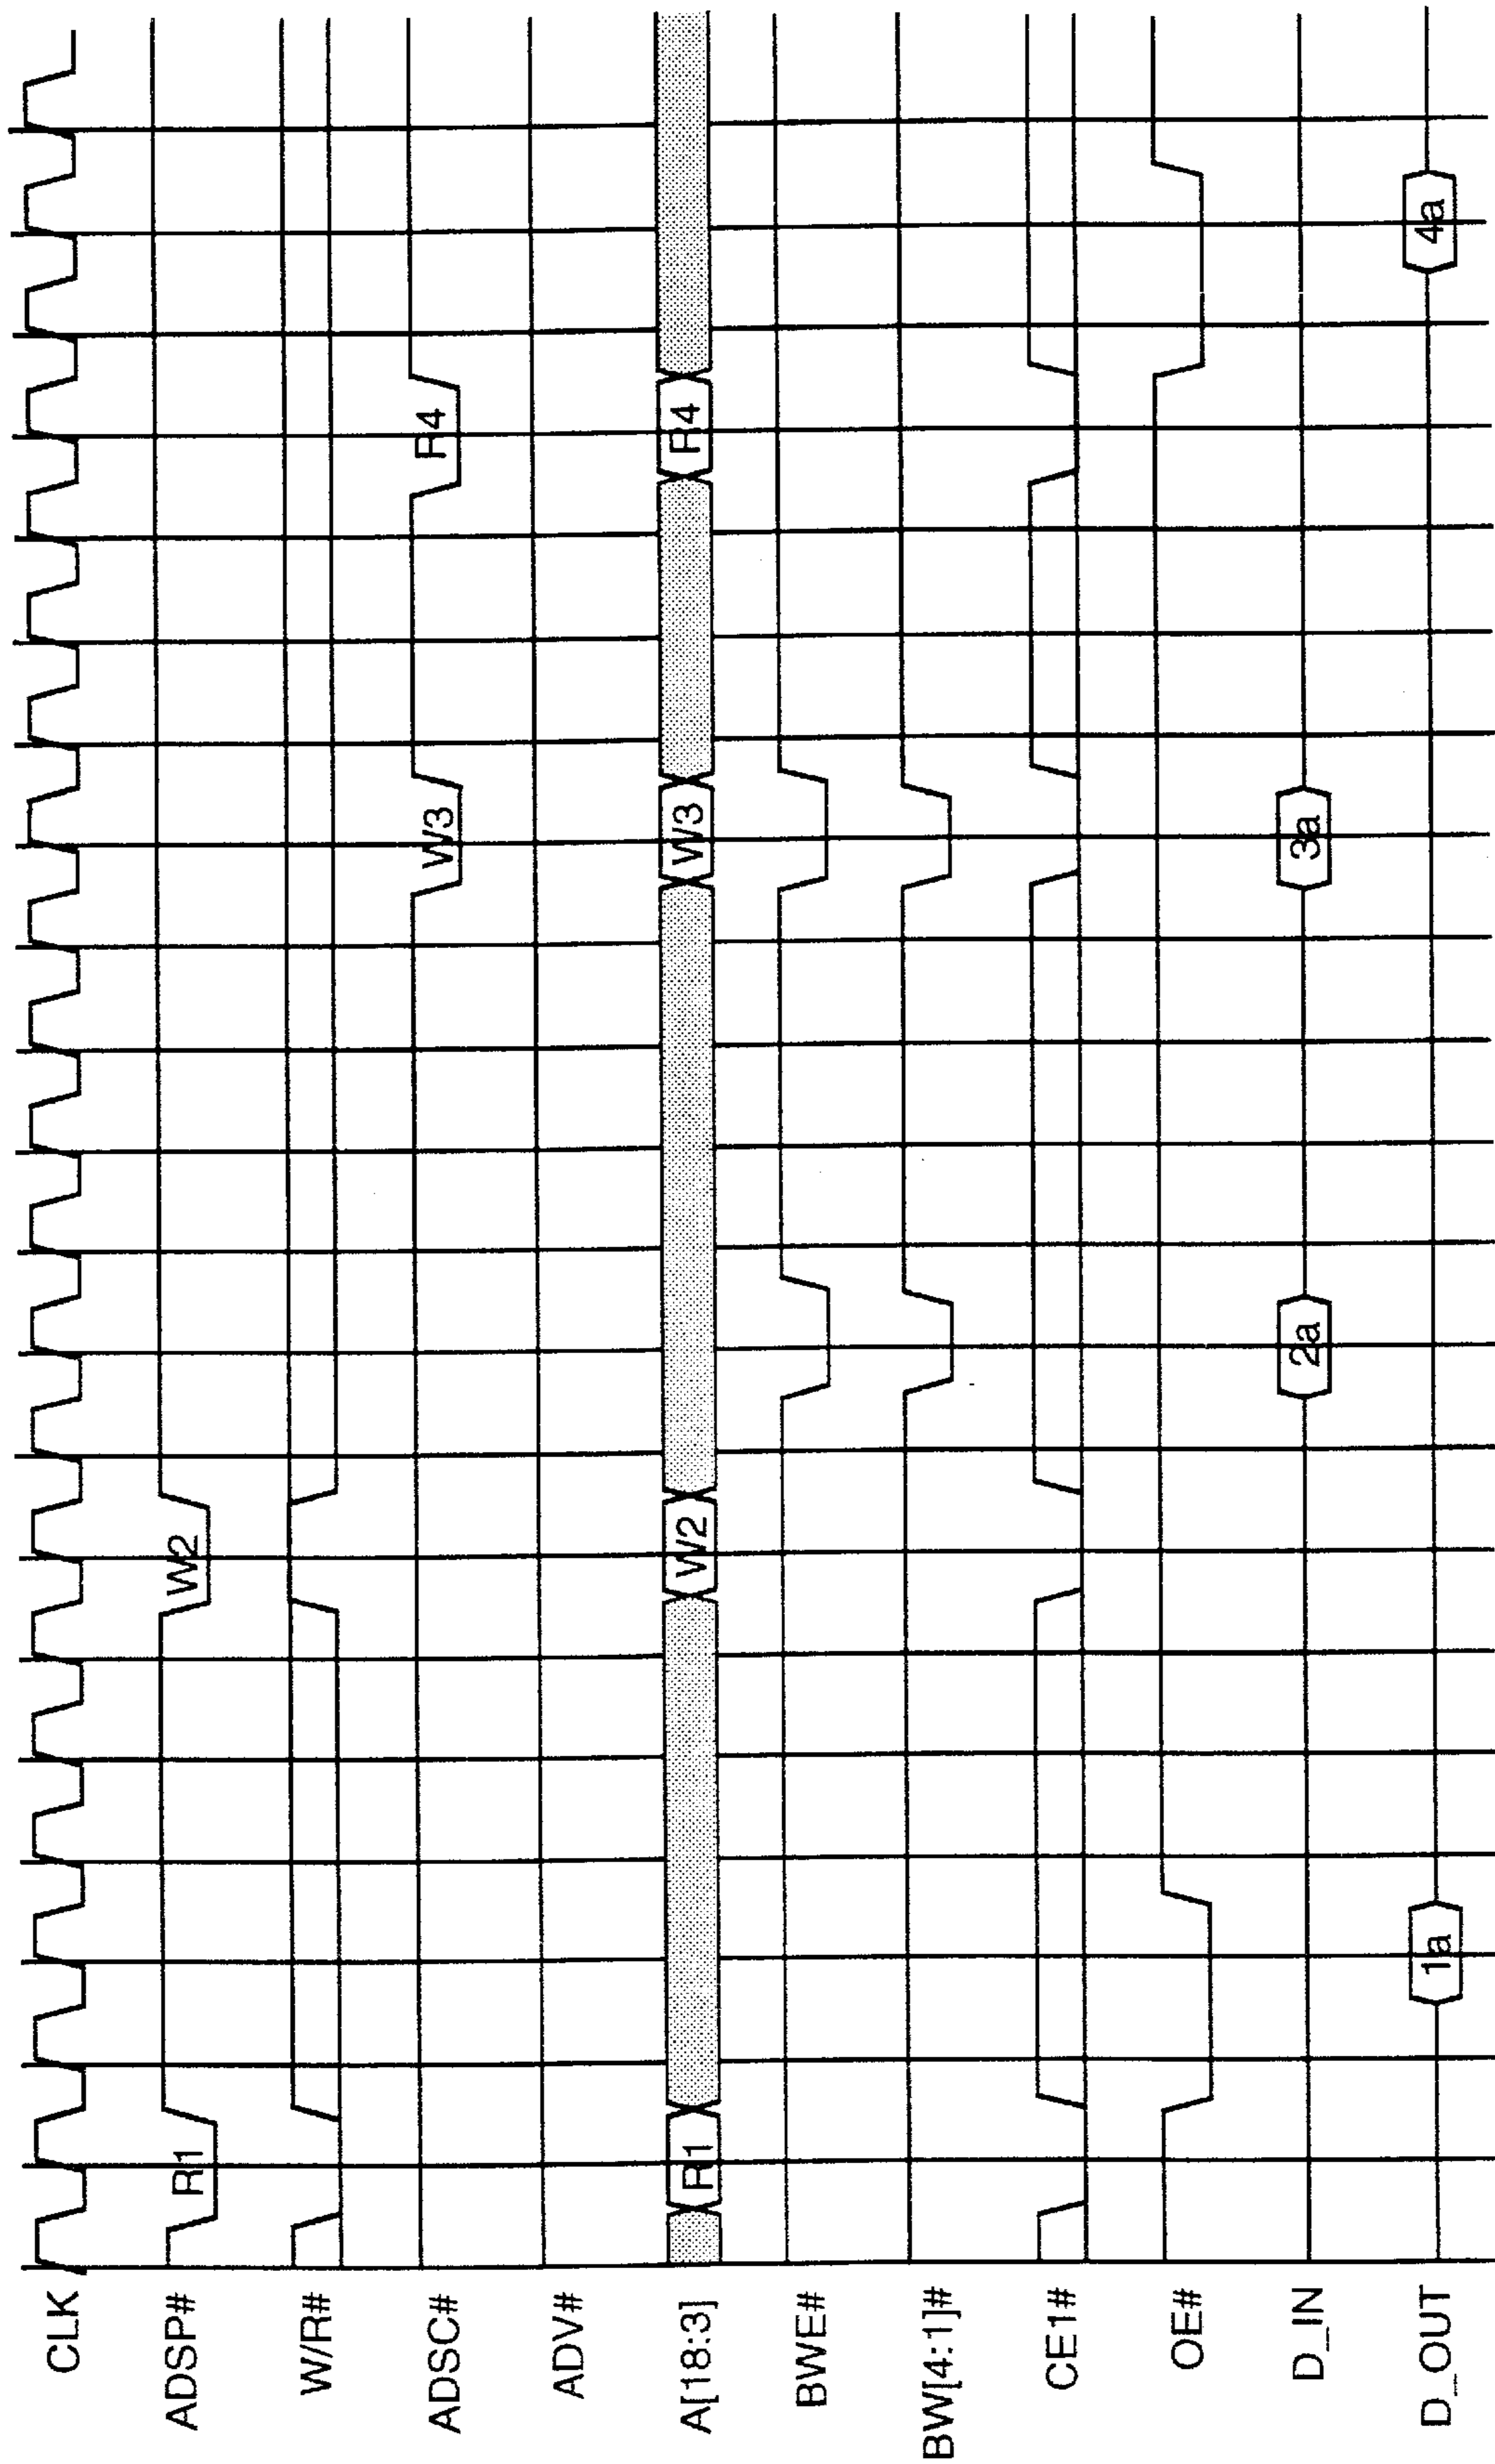 CLK
ADSP# R1 W2
W/R#
ADSC# W3 R4
ADV#
A[18:3] R1 W2 W3 R4
BWE#
BW[4:1]#
CE1#
OE#
D_IN 2a 3a
D_OUT 1a 4a